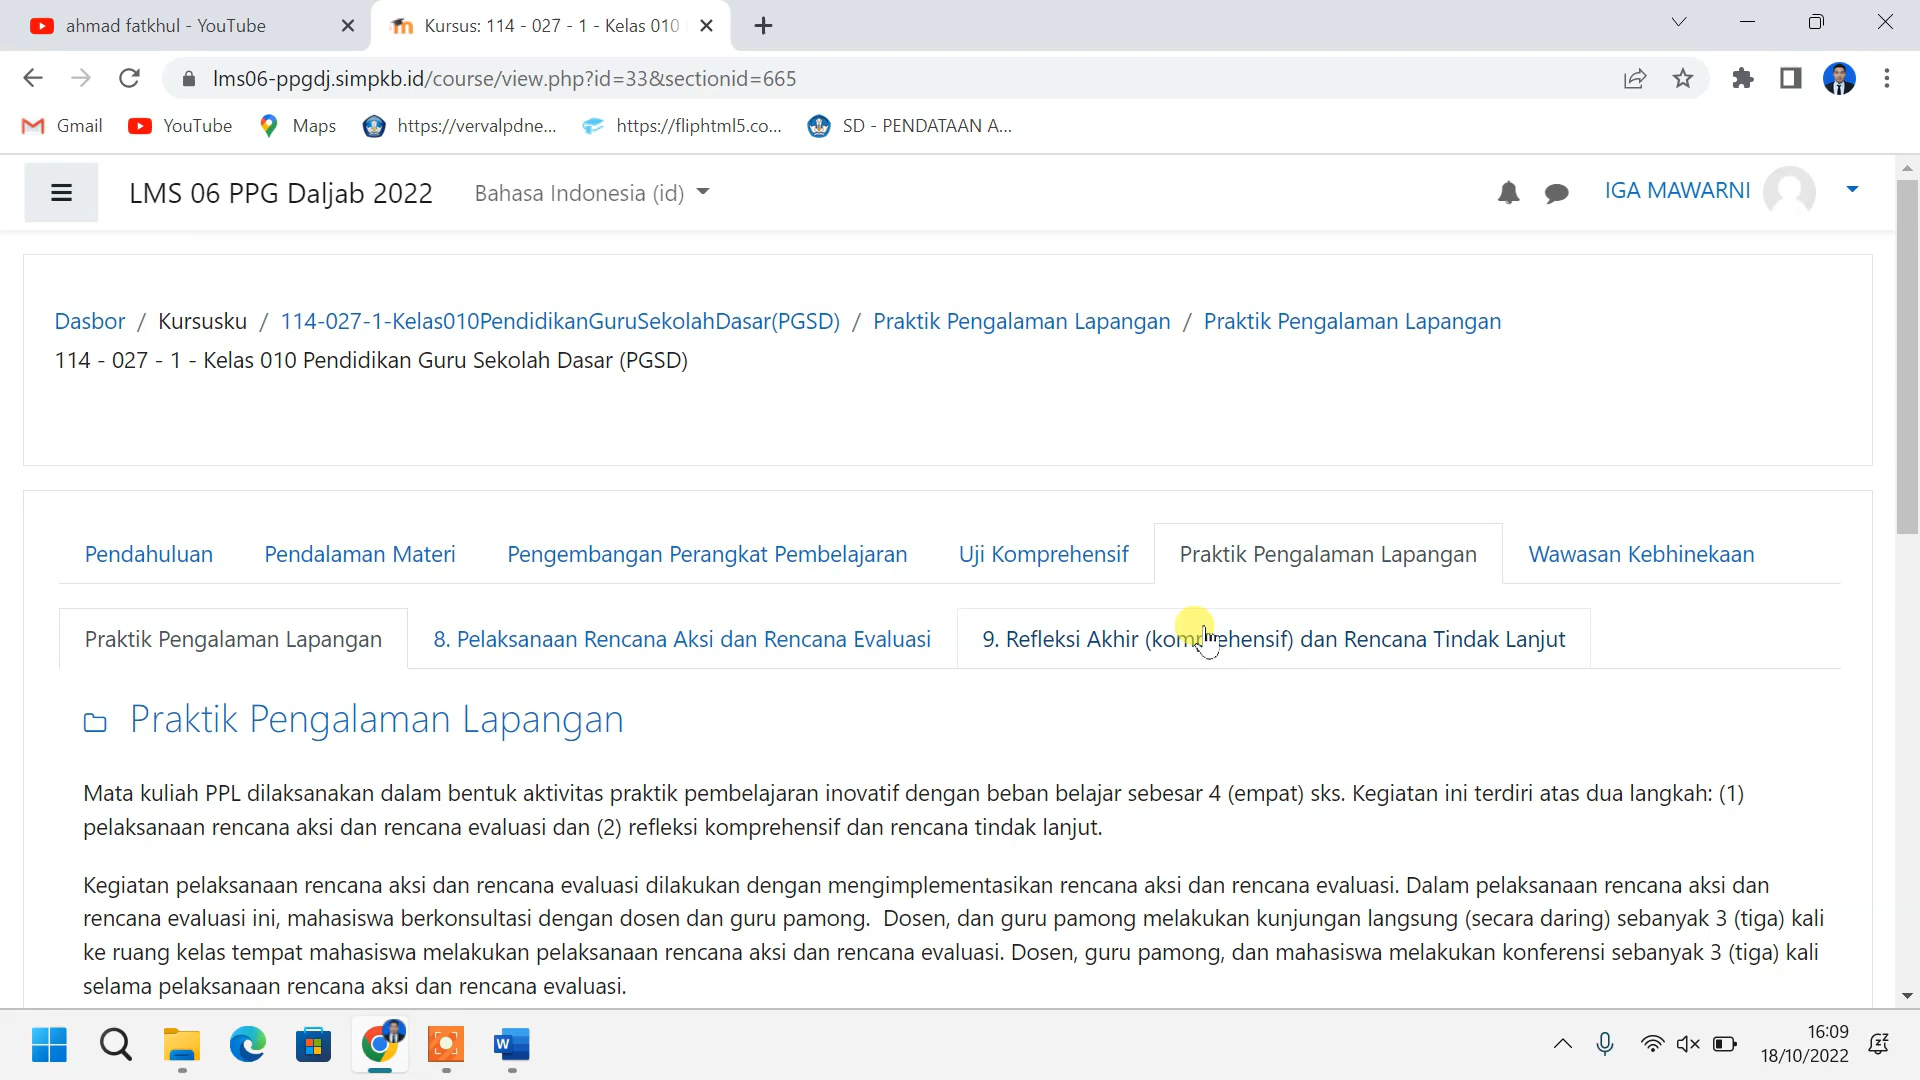 ahmad fatkhul - YouTube
Kursus: 114 - 027 - 1 - Kelas 010
lms06-ppgdj.simpkb.id/course/view.php?id=33&sectionid=665
Gmail
YouTube
Maps
https://vervalpdne...
https://fliphtml5.co...
SD - PENDATAAN A...
LMS 06 PPG Daljab 2022
Bahasa Indonesia (id)
IGA MAWARNI
Dasbor / Kursusku / 114-027-1-Kelas010PendidikanGuruSekolahDasar(PGSD) / Praktik Pengalaman Lapangan / Praktik Pengalaman Lapangan
114 - 027 - 1 - Kelas 010 Pendidikan Guru Sekolah Dasar (PGSD)
Pendahuluan
Pendalaman Materi
Pengembangan Perangkat Pembelajaran
Uji Komprehensif
Praktik Pengalaman Lapangan
Wawasan Kebhinekaan
Praktik Pengalaman Lapangan
8. Pelaksanaan Rencana Aksi dan Rencana Evaluasi
9. Refleksi Akhir (komprehensif) dan Rencana Tindak Lanjut
Praktik Pengalaman Lapangan
Mata kuliah PPL dilaksanakan dalam bentuk aktivitas praktik pembelajaran inovatif dengan beban belajar sebesar 4 (empat) sks. Kegiatan ini terdiri atas dua langkah: (1)
pelaksanaan rencana aksi dan rencana evaluasi dan (2) refleksi komprehensif dan rencana tindak lanjut.
Kegiatan pelaksanaan rencana aksi dan rencana evaluasi dilakukan dengan mengimplementasikan rencana aksi dan rencana evaluasi. Dalam pelaksanaan rencana aksi dan
rencana evaluasi ini, mahasiswa berkonsultasi dengan dosen dan guru pamong. Dosen, dan guru pamong melakukan kunjungan langsung (secara daring) sebanyak 3 (tiga) kali
ke ruang kelas tempat mahasiswa melakukan pelaksanaan rencana aksi dan rencana evaluasi. Dosen, guru pamong, dan mahasiswa melakukan konferensi sebanyak 3 (tiga) kali
selama pelaksanaan rencana aksi dan rencana evaluasi.
16:09
18/10/2022